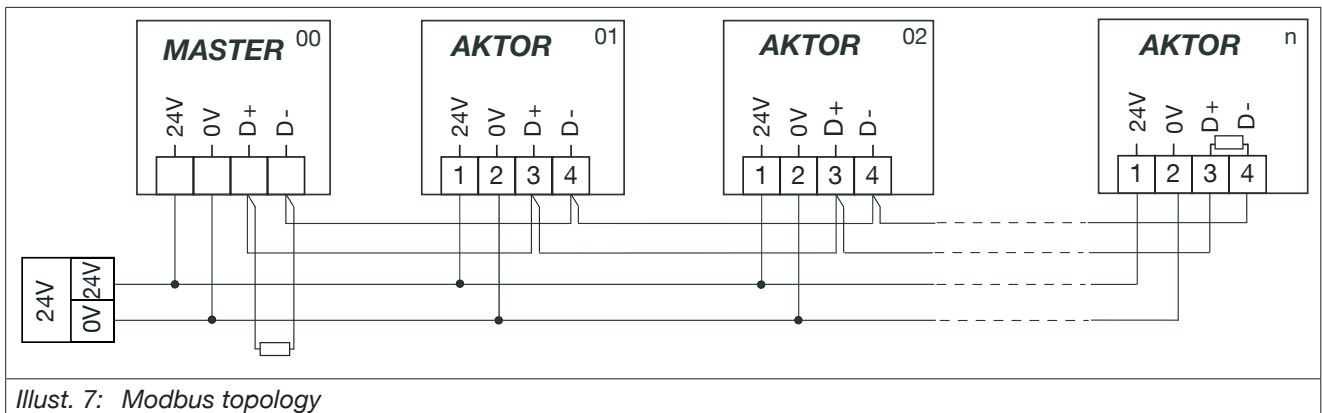 MASTER 00
24V 0V D+ D-
AKTOR 01
24V 0V D+ D-
1 2 3 4
AKTOR 02
24V 0V D+ D-
1 2 3 4
AKTOR n
24V 0V D+ D-
1 2 3 4
24V
24V
0V
Illust. 7: Modbus topology